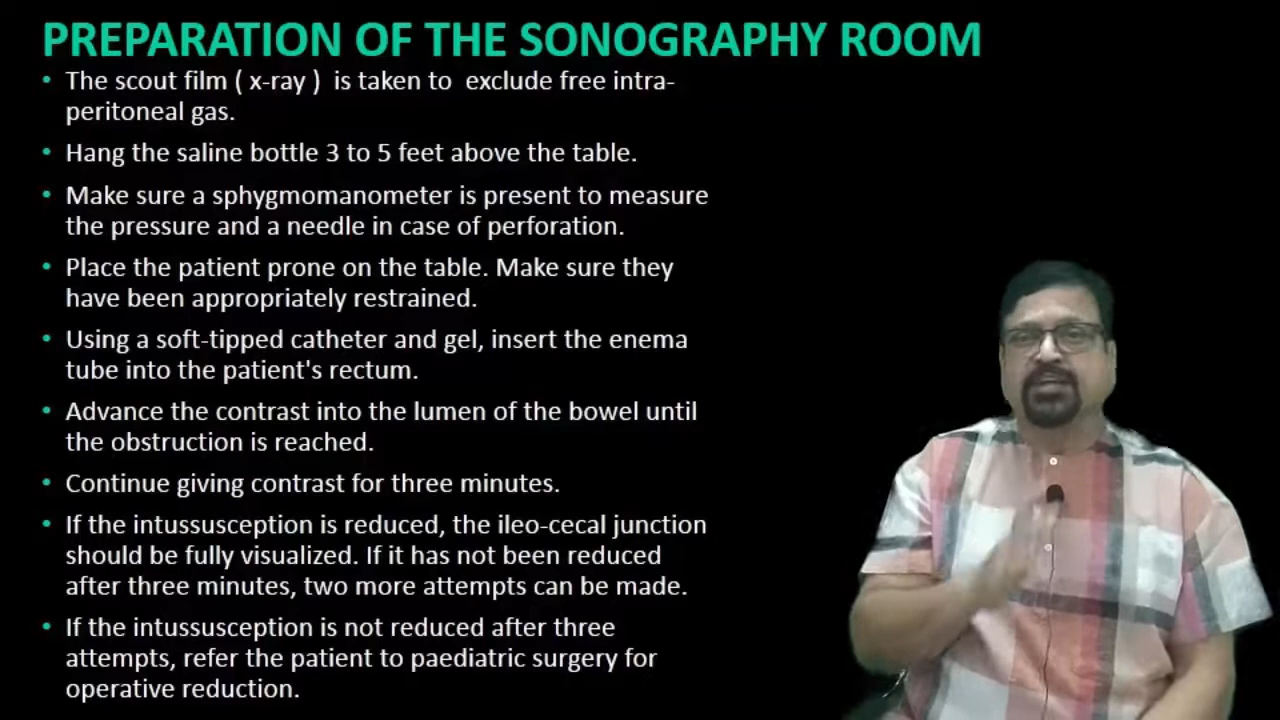 PREPARATION OF THE SONOGRAPHY ROOM
• The scout film ( x-ray ) is taken to exclude free intra-
peritoneal gas.
• Hang the saline bottle 3 to 5 feet above the table.
• Make sure a sphygmomanometer is present to measure
the pressure and a needle in case of perforation.
• Place the patient prone on the table. Make sure they
have been appropriately restrained.
• Using a soft-tipped catheter and gel, insert the enema
tube into the patient's rectum.
• Advance the contrast into the lumen of the bowel until
the obstruction is reached.
• Continue giving contrast for three minutes.
• If the intussusception is reduced, the ileo-cecal junction
should be fully visualized. If it has not been reduced
after three minutes, two more attempts can be made.
• If the intussusception is not reduced after three
attempts, refer the patient to paediatric surgery for
operative reduction.